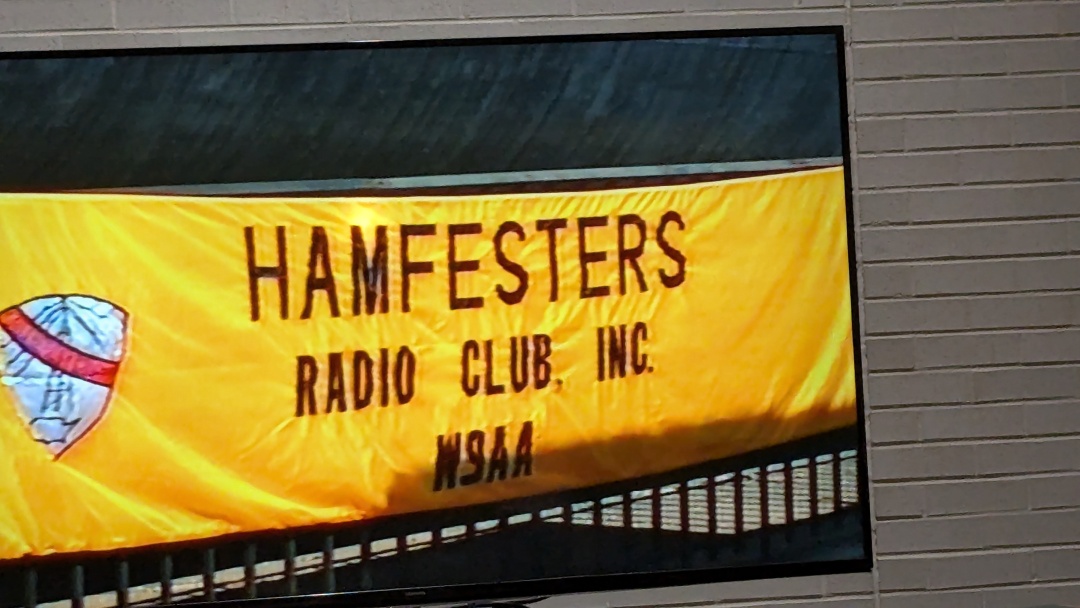 HAMFESTERS
RADIO CLUB, INC.
W9AA